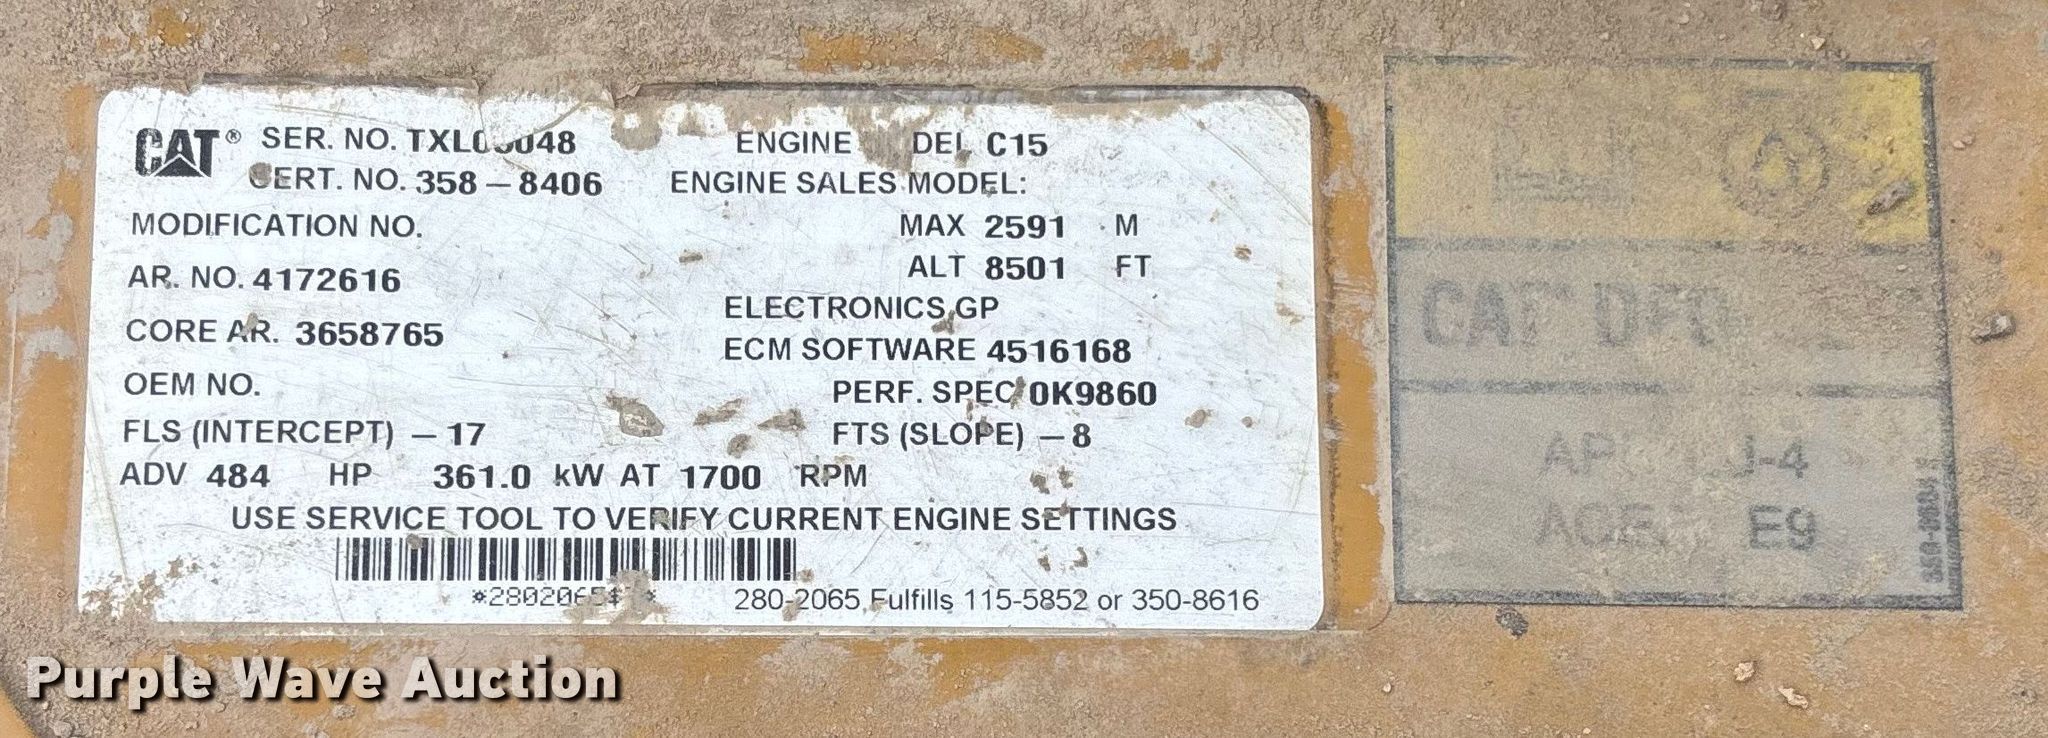 CAT® SER. NO. ENGINE C15
CERT. NO. 358-8406 ENGINE SALES MODEL:
MODIFICATION NO. MAX 2591 M
AR. NO. 4172616 ALT 8501 FT
CORE AR. 3658765 ELECTRONICS GP
ECM SOFTWARE 4516168
OEM NO. PERF. SPEC 0K9860
FLS (INTERCEPT) -17 FTS (SLOPE) -8
ADV 484 HP 361.0 kW AT 1700 RPM
USE SERVICE TOOL TO VERIFY CURRENT ENGINE SETTINGS
280-2065 Fulfills 115-5852 or 350-8616
CAT
E9
Purple Wave Auction